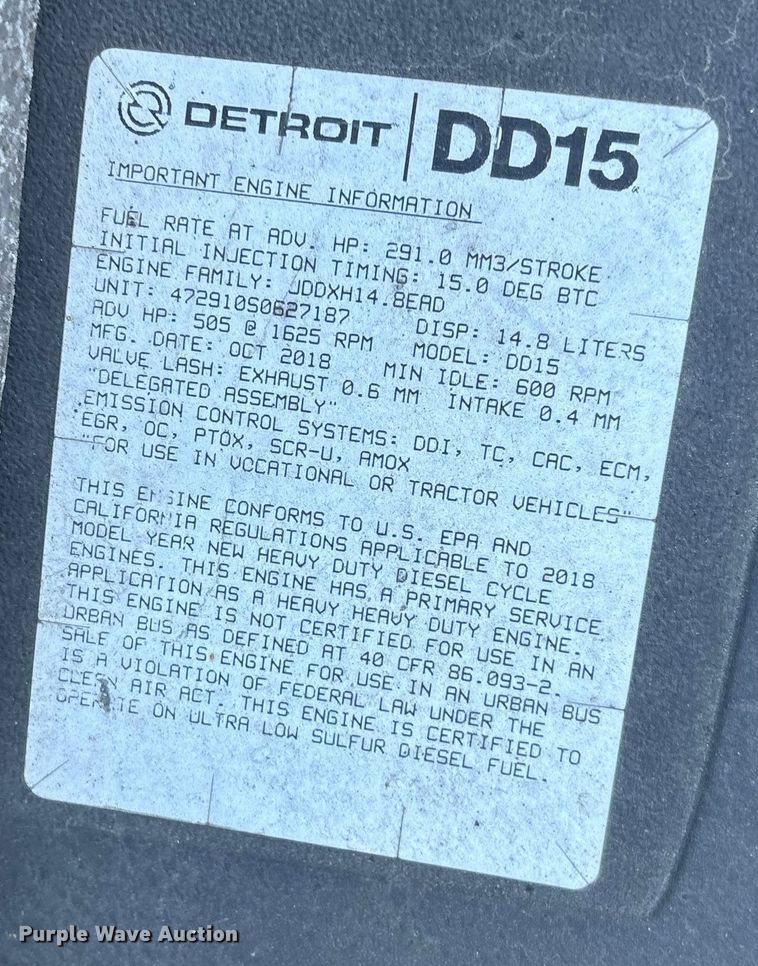 DETROIT DD15
IMPORTANT ENGINE INFORMATION
FUEL RATE AT ADV. HP: 291.0 MM3/STROKE
INITIAL INJECTION TIMING: 15.0 DEG BTC
ENGINE FAMILY: JDDXH14.8EAD
UNIT: 472910S0627187 DISP: 14.8 LITERS
ADV HP: 505 @ 1625 RPM MODEL: DD15
MFG. DATE: OCT 2018 MIN IDLE: 600 RPM
VALVE LASH: EXHAUST 0.6 MM INTAKE 0.4 MM
"DELEGATED ASSEMBLY"
EMISSION CONTROL SYSTEMS: DDI, TC, CAC, ECM,
EGR, OC, PTOX, SCR-U, AMOX
"FOR USE IN VOCATIONAL OR TRACTOR VEHICLES"
THIS ENGINE CONFORMS TO U.S. EPA AND
CALIFORNIA REGULATIONS APPLICABLE TO 2018
MODEL YEAR NEW HEAVY DUTY DIESEL CYCLE
ENGINES. THIS ENGINE HAS A PRIMARY SERVICE
APPLICATION AS A HEAVY HEAVY DUTY ENGINE.
THIS ENGINE IS NOT CERTIFIED FOR USE IN AN
URBAN BUS AS DEFINED AT 40 CFR 86.093-2.
SALE OF THIS ENGINE FOR USE IN AN URBAN BUS
IS A VIOLATION OF FEDERAL LAW UNDER THE
CLEAN AIR ACT. THIS ENGINE IS CERTIFIED TO
OPERATE ON ULTRA LOW SULFUR DIESEL FUEL.
Purple Wave Auction